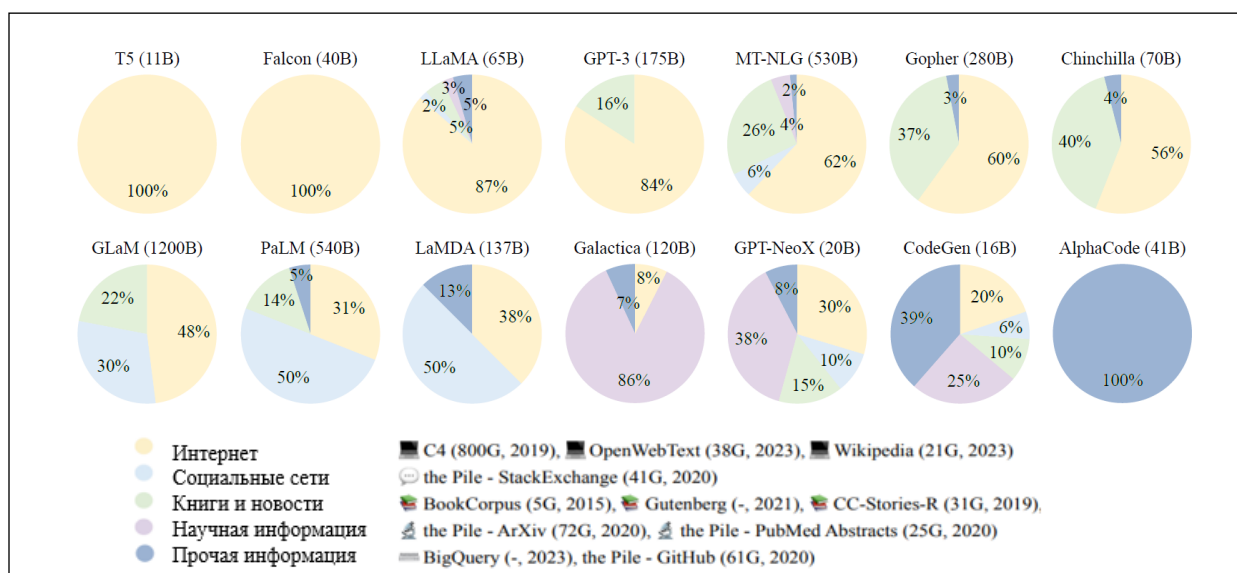 T5 (11B) Falcon (40B) LLaMA (65B) GPT-3 (175B) MT-NLG (530B) Gopher (280B) Chinchilla (70B)
100%
100%
3% 5% 2% 5% 87%
16% 84%
2% 26% 4% 6% 62%
3% 37% 60%
4% 40% 56%
GLaM (1200B) PaLM (540B) LaMDA (137B) Galactica (120B) GPT-NeoX (20B) CodeGen (16B) AlphaCode (41B)
22% 48% 30%
5% 14% 31% 50%
13% 38% 50%
8% 7% 86%
8% 30% 38% 10% 15%
20% 39% 6% 10% 25%
100%
Интернет C4 (800G, 2019), OpenWebText (38G, 2023), Wikipedia (21G, 2023)
Социальные сети the Pile - StackExchange (41G, 2020)
Книги и новости BookCorpus (5G, 2015), Gutenberg (-, 2021), CC-Stories-R (31G, 2019),
Научная информация the Pile - ArXiv (72G, 2020), the Pile - PubMed Abstracts (25G, 2020)
Прочая информация BigQuery (-, 2023), the Pile - GitHub (61G, 2020)